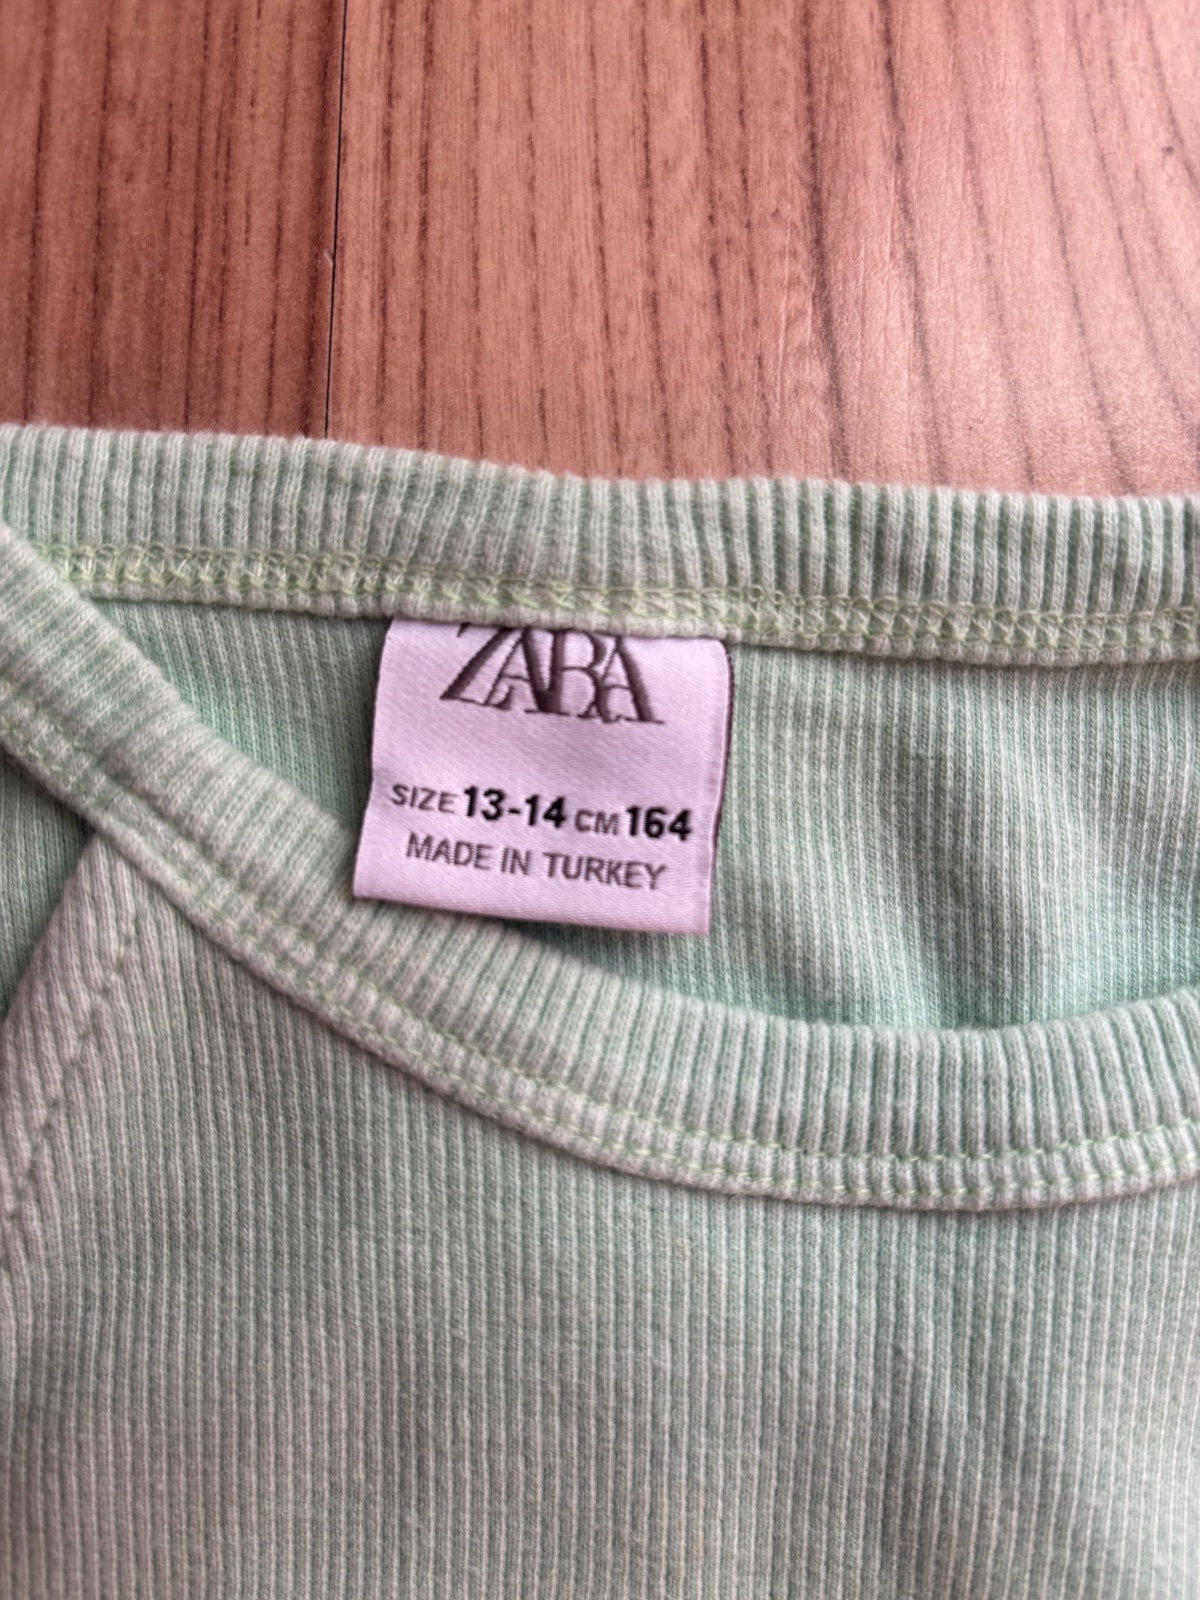 ZARA
SIZE 13-14 CM 164
MADE IN TURKEY